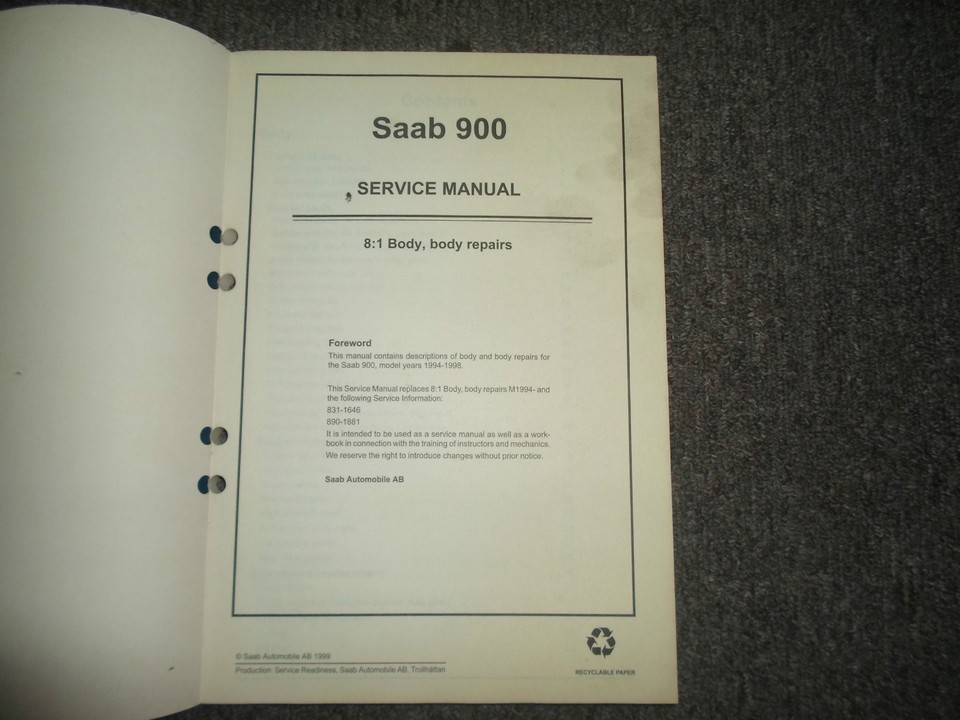 Saab 900
SERVICE MANUAL
8:1 Body, body repairs
Foreword
This manual contains descriptions of body and body repairs for
the Saab 900, model years 1994-1998.
This Service Manual replaces 8:1 Body, body repairs M1994- and
the following Service Information:
831-1646
890-1881
It is intended to be used as a service manual as well as a work-
book in connection with the training of instructors and mechanics.
We reserve the right to introduce changes without prior notice.
Saab Automobile AB
© Saab Automobile AB 1999
Production: Service Readiness, Saab Automobile AB, Trollhättan
RECYCLABLE PAPER